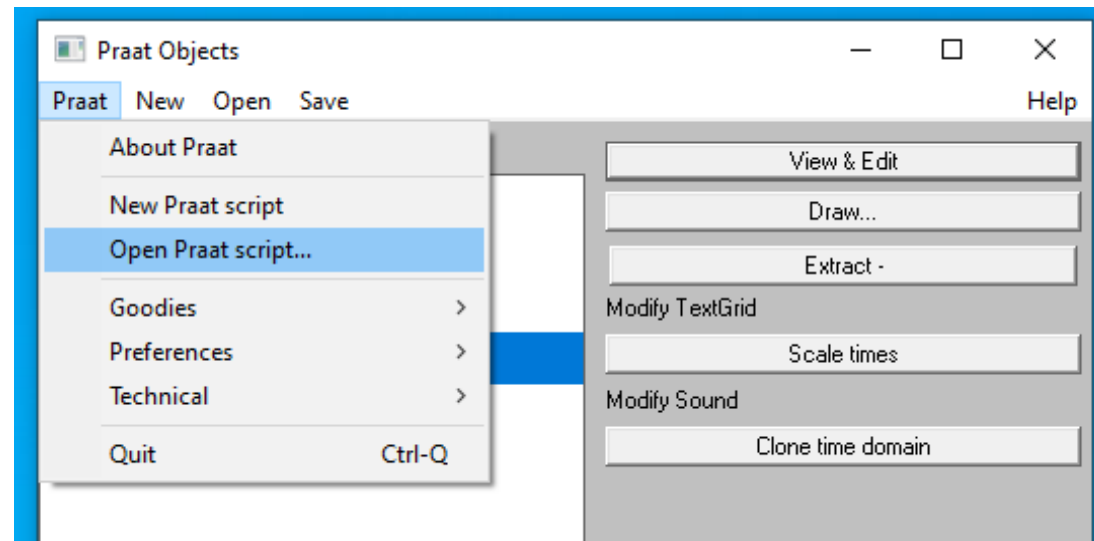 Praat Objects
Praat New Open Save Help
About Praat
New Praat script
Open Praat script...
Goodies
Preferences
Technical
Quit Ctrl-Q
View & Edit
Draw...
Extract -
Modify TextGrid
Scale times
Modify Sound
Clone time domain